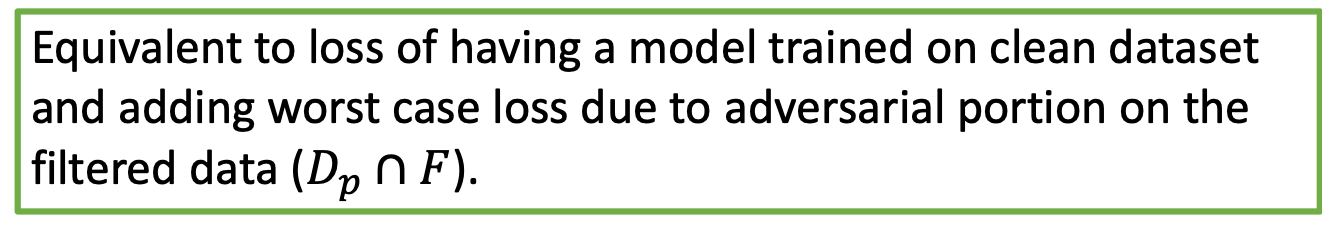 Equivalent to loss of having a model trained on clean dataset
and adding worst case loss due to adversarial portion on the
filtered data (𝐷ₚ ∩ 𝐹).